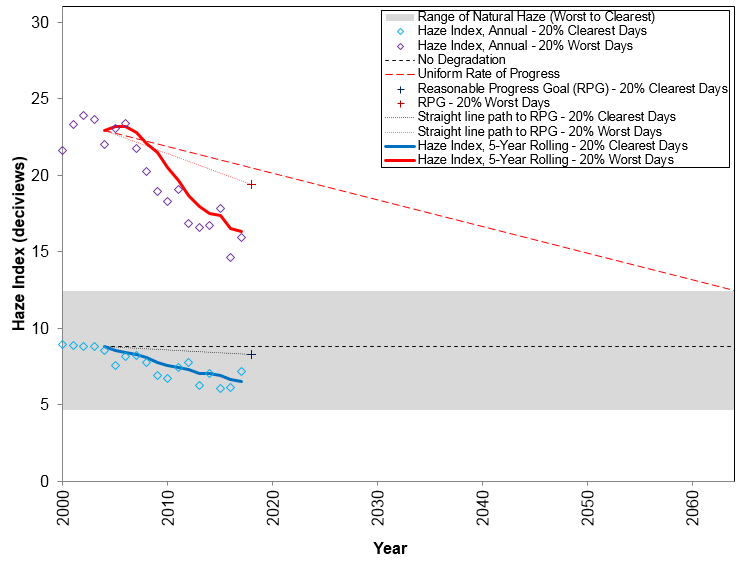 Range of Natural Haze (Worst to Clearest)
Haze Index, Annual - 20% Clearest Days
Haze Index, Annual - 20% Worst Days
No Degradation
Uniform Rate of Progress
Reasonable Progress Goal (RPG) - 20% Clearest Days
RPG - 20% Worst Days
Straight line path to RPG - 20% Clearest Days
Straight line path to RPG - 20% Worst Days
Haze Index, 5-Year Rolling - 20% Clearest Days
Haze Index, 5-Year Rolling - 20% Worst Days
Haze Index (deciviews)
30
25
20
15
10
5
0
2000
2010
2020
2030
2040
2050
2060
Year